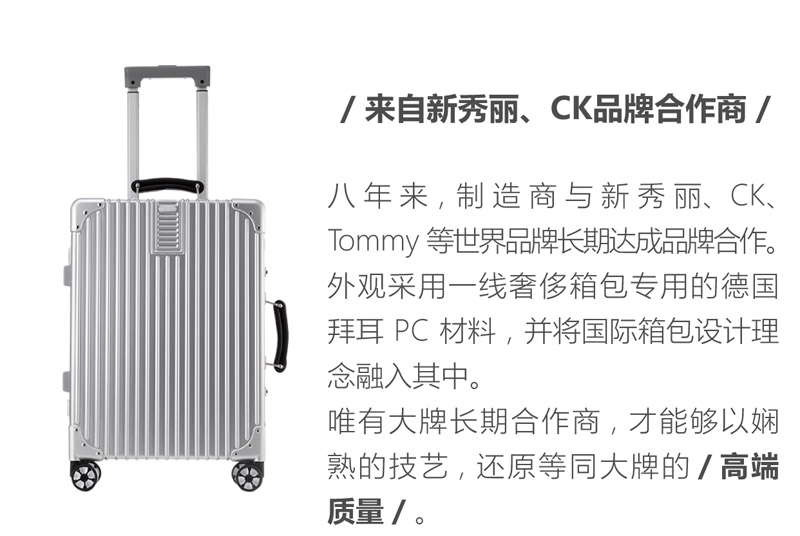 / 来自新秀丽、CK品牌合作商 /
八年来，制造商与新秀丽、CK、
Tommy 等世界品牌长期达成品牌合作。
外观采用一线奢侈箱包专用的德国
拜耳 PC 材料，并将国际箱包设计理
念融入其中。
唯有大牌长期合作商，才能够以娴
熟的技艺，还原等同大牌的 / 高端
质量 / 。